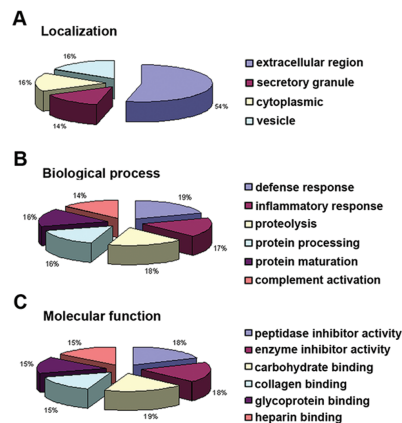 A
Localization
16%
16%
14%
54%
extracellular region
secretory granule
cytoplasmic
vesicle
B
Biological process
14%
19%
16%
17%
16%
18%
defense response
inflammatory response
proteolysis
protein processing
protein maturation
complement activation
C
Molecular function
15%
18%
15%
18%
15%
19%
peptidase inhibitor activity
enzyme inhibitor activity
carbohydrate binding
collagen binding
glycoprotein binding
heparin binding